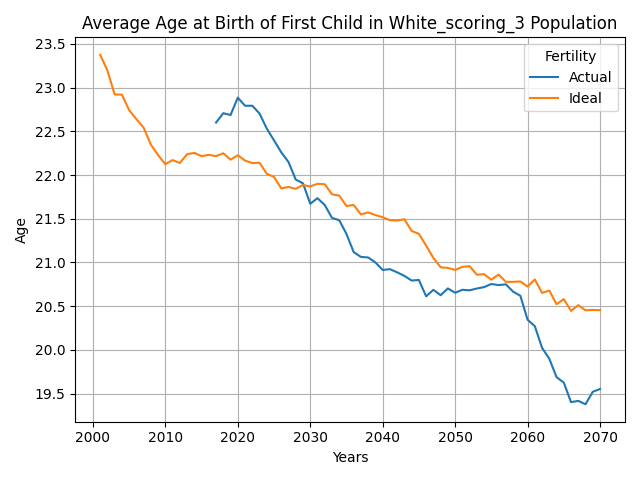 Average Age at Birth of First Child in White_scoring_3 Population
Fertility
Actual
Ideal
Age
23.5
23.0
22.5
22.0
21.5
21.0
20.5
20.0
19.5
2000 2010 2020 2030 2040 2050 2060 2070
Years